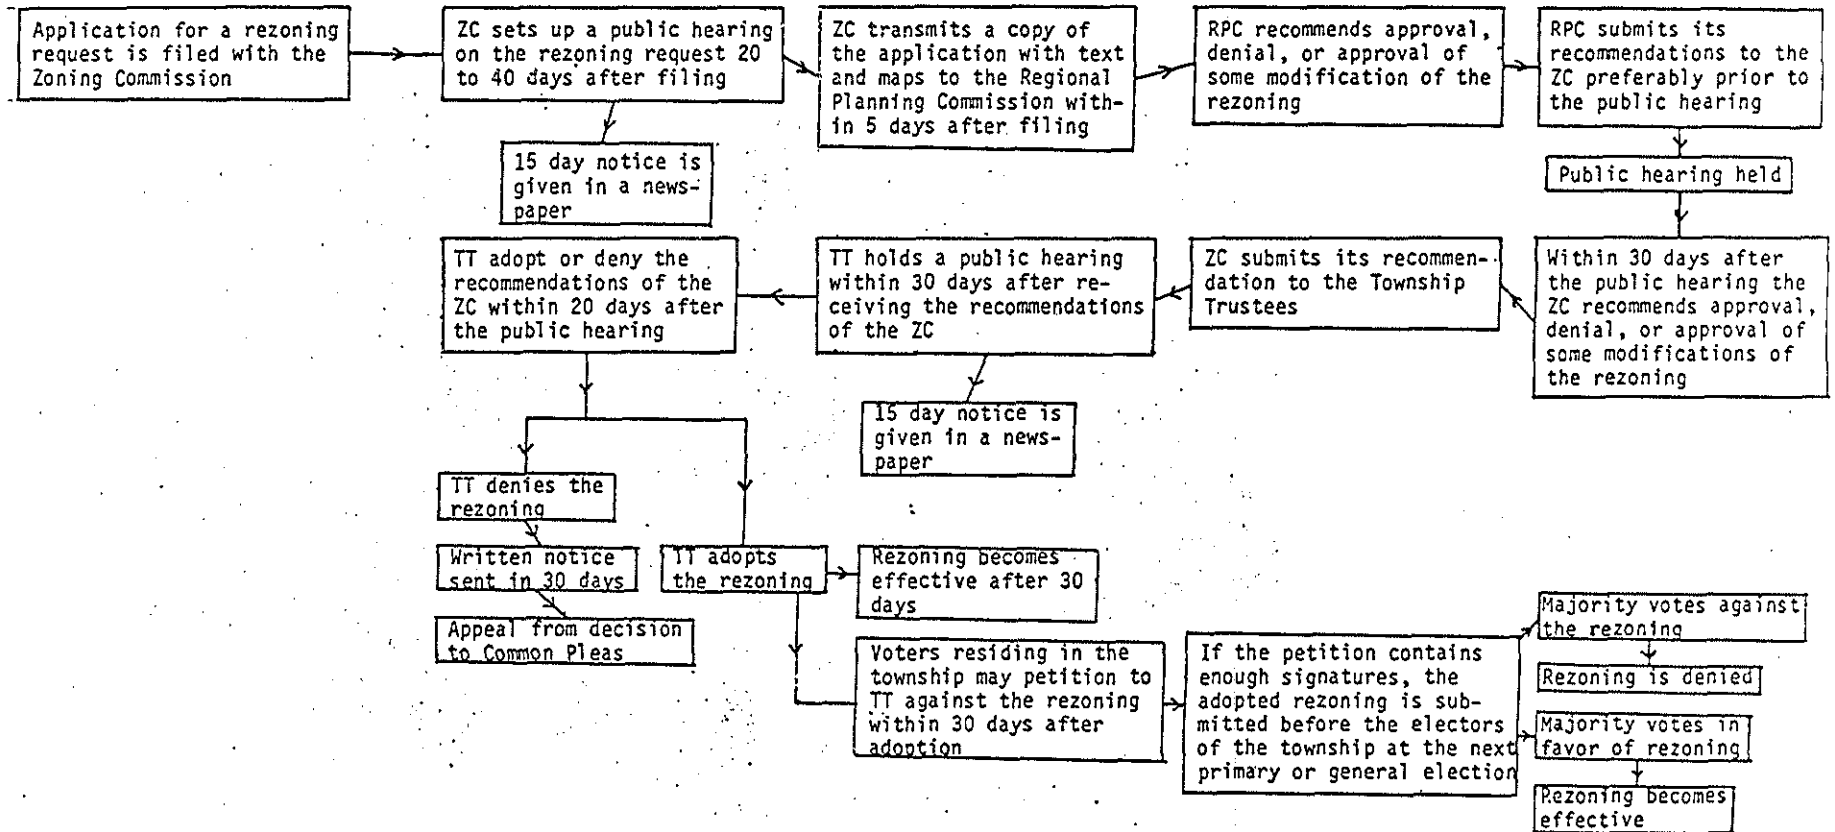 Application for a rezoning
request is filed with the
Zoning Commission
ZC sets up a public hearing
on the rezoning request 20
to 40 days after filing
ZC transmits a copy of
the application with text
and maps to the Regional
Planning Commission with-
in 5 days after filing
RPC recommends approval,
denial, or approval of
some modification of the
rezoning
RPC submits its
recommendations to the
ZC preferably prior to
the public hearing
15 day notice is
given in a news-
paper
Public hearing held
Within 30 days after
the public hearing the
ZC recommends approval,
denial, or approval of
some modifications of
the rezoning
ZC submits its recommen-
dation to the Township
Trustees
TT holds a public hearing
within 30 days after re-
ceiving the recommendations
of the ZC
15 day notice is
given in a news-
paper
TT adopt or deny the
recommendations of the
ZC within 20 days after
the public hearing
TT denies the
rezoning
Written notice
sent in 30 days
Appeal from decision
to Common Pleas
TT adopts
the rezoning
Rezoning becomes
effective after 30
days
Voters residing in the
township may petition to
TT against the rezoning
within 30 days after
adoption
If the petition contains
enough signatures, the
adopted rezoning is sub-
mitted before the electors
of the township at the next
primary or general election
Majority votes against
the rezoning
Rezoning is denied
Majority votes in
favor of rezoning
Rezoning becomes
effective